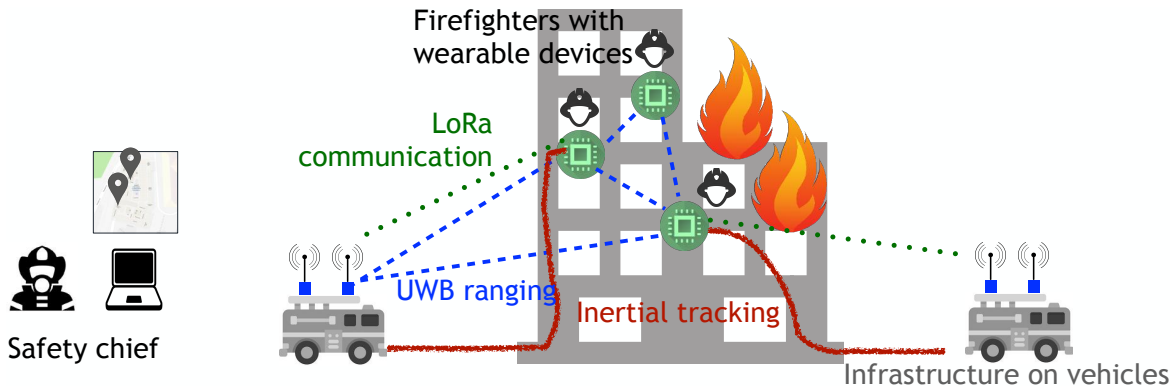 Firefighters with
wearable devices
LoRa
communication
UWB ranging
Inertial tracking
Safety chief
Infrastructure on vehicles